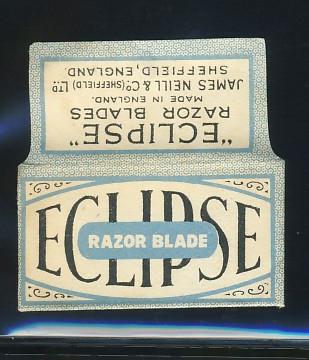 "ECLIPSE"
RAZOR BLADES
MADE IN ENGLAND.
JAMES NEILL & Co. (SHEFFIELD) LTD
SHEFFIELD, ENGLAND.
ECLIPSE
RAZOR BLADE